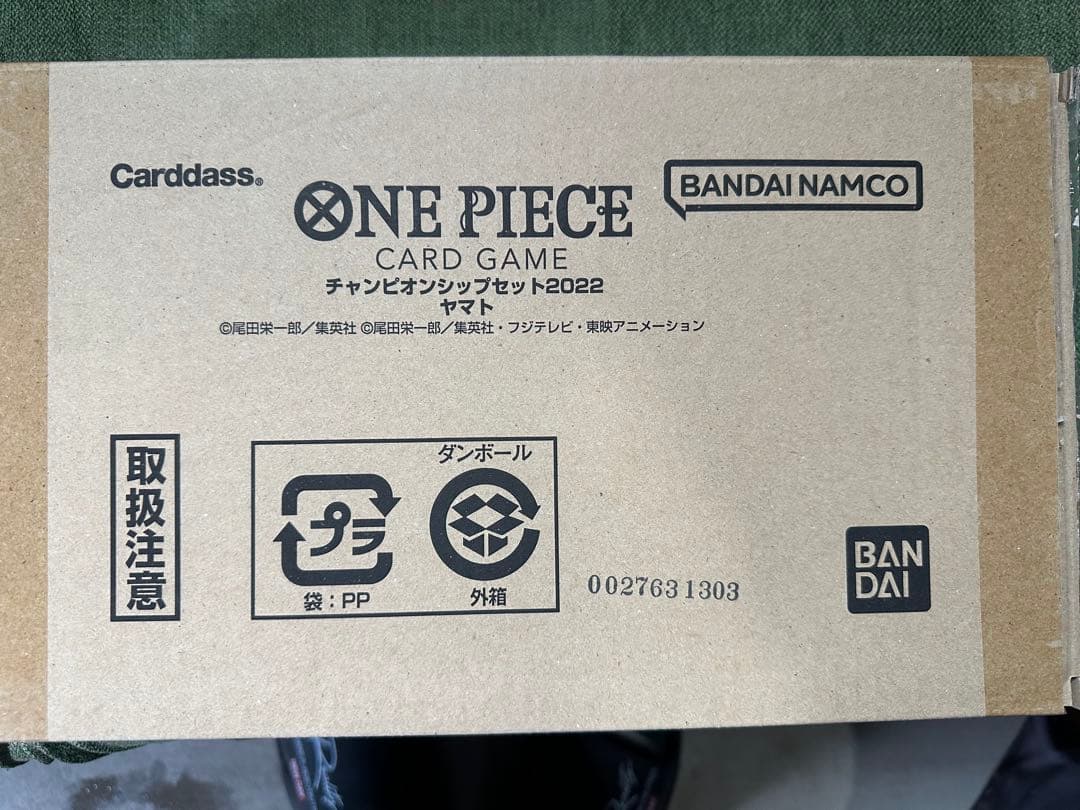 Carddass®
BANDAI NAMCO
ONE PIECE
CARD GAME
チャンピオンシップセット2022
ヤマト
©尾田栄一郎／集英社 ©尾田栄一郎／集英社・フジテレビ・東映アニメーション
取扱注意
ダンボール
プラ
袋：PP
外箱
0027631303
BAN
DAI